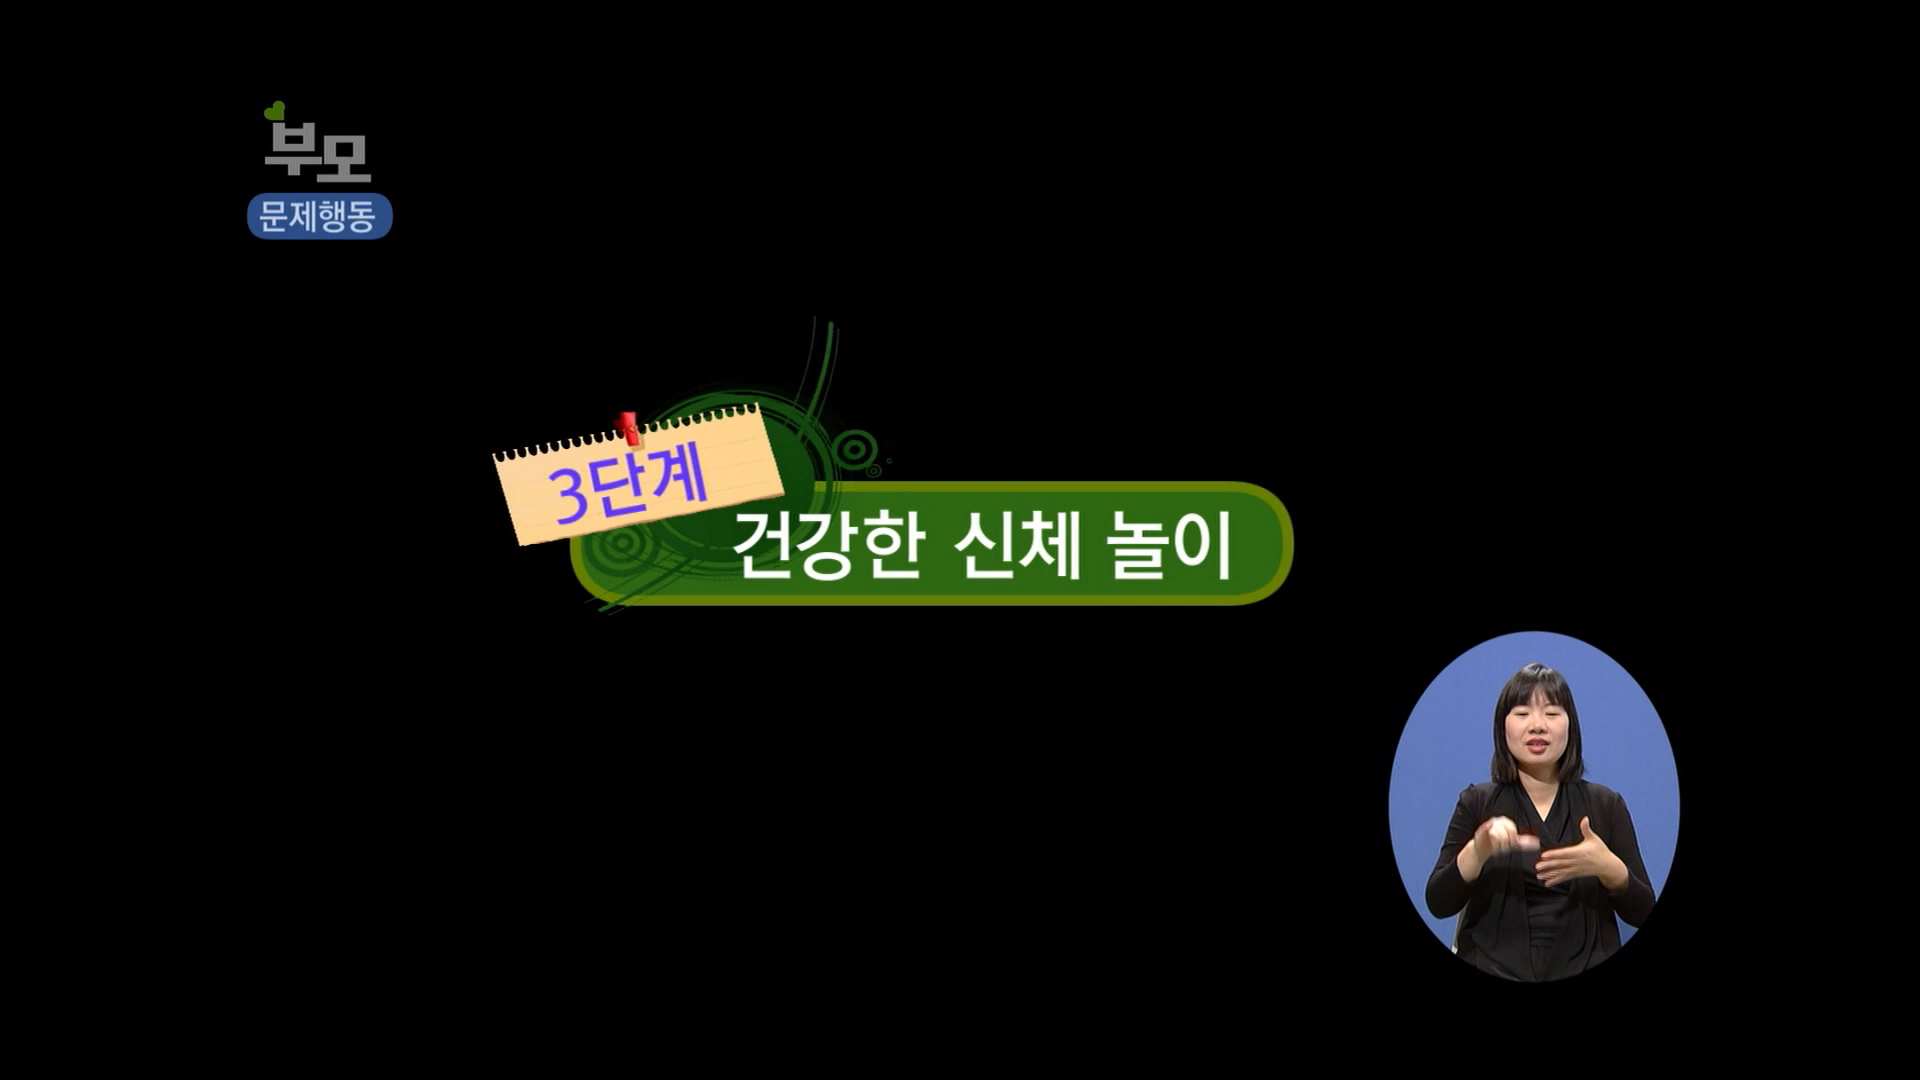 부모
문제행동
3단계
건강한 신체 놀이